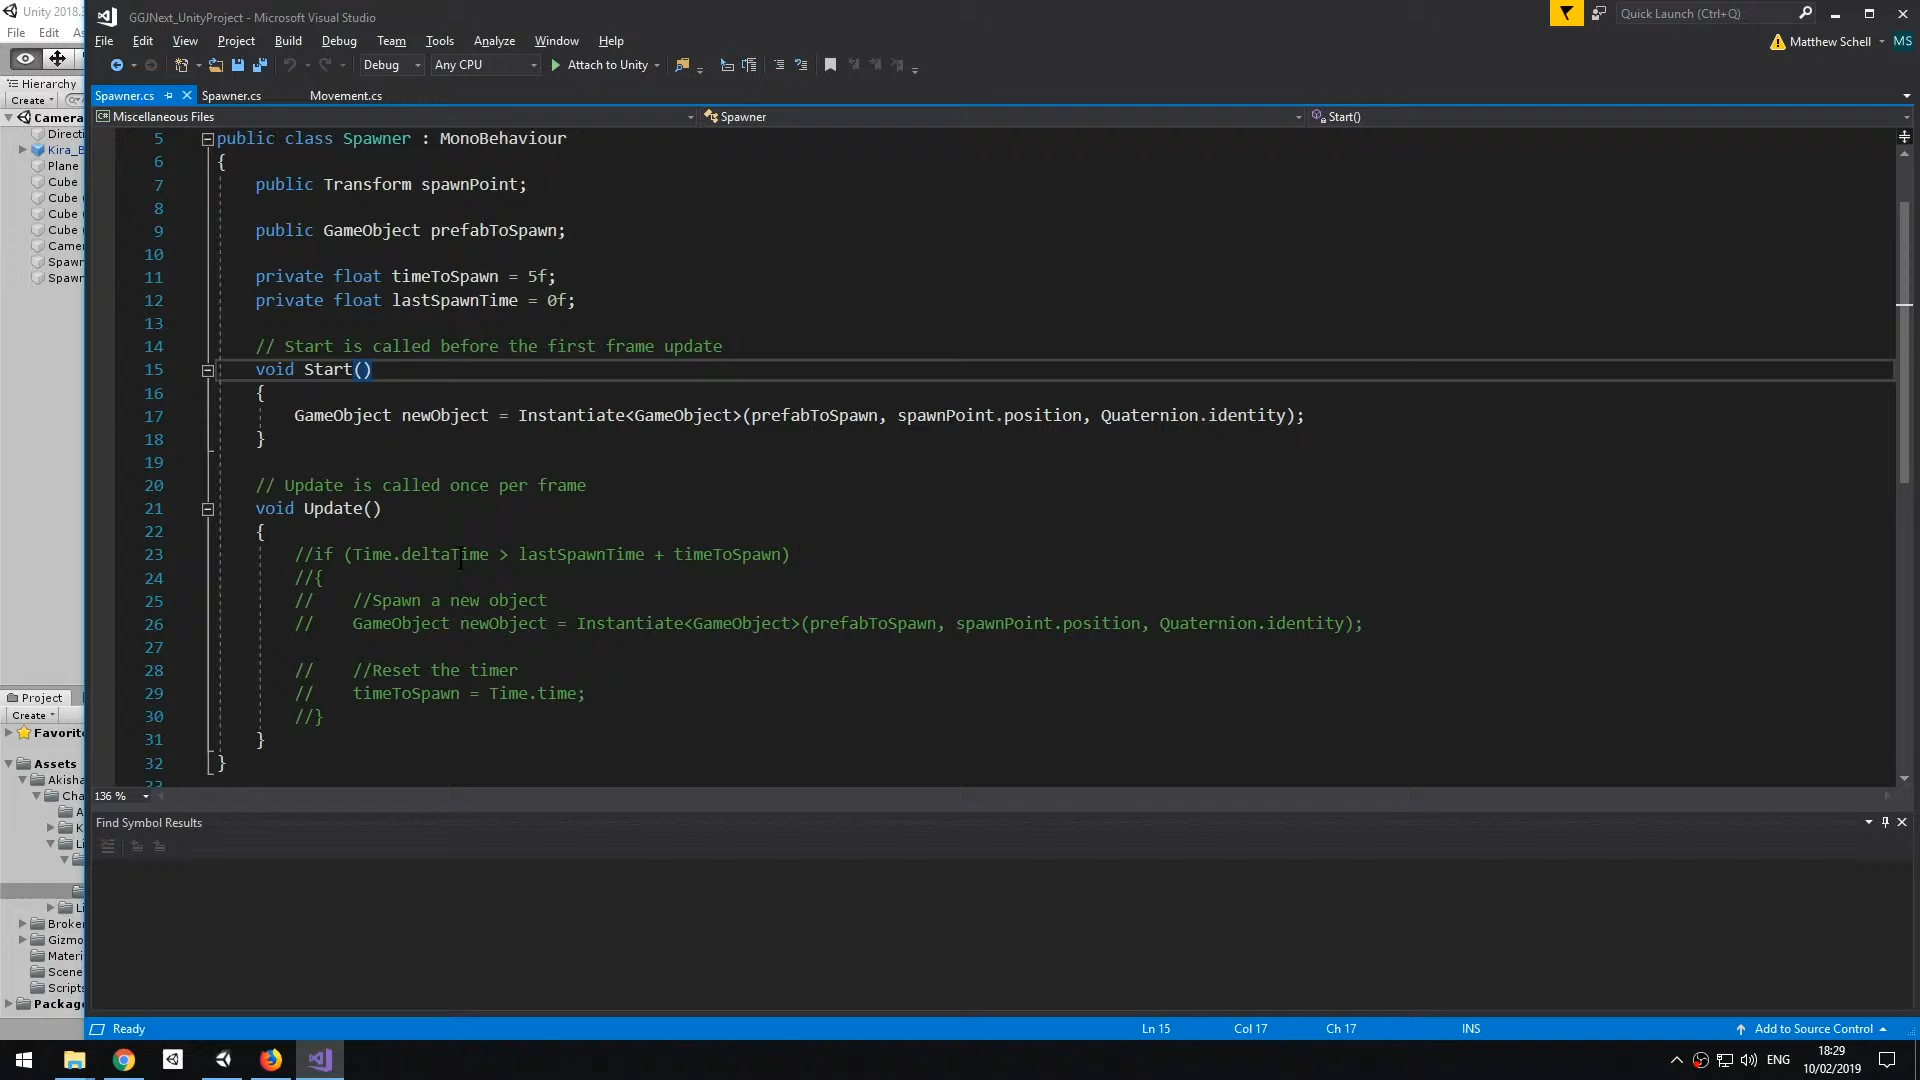 Unity 2018.
GGJNext_UnityProject - Microsoft Visual Studio
Quick Launch (Ctrl+Q)
File Edit
File Edit View Project Build Debug Team Tools Analyze Window Help
Matthew Schell MS
Debug Any CPU Attach to Unity
Hierarchy
Create
Spawner.cs Spawner.cs Movement.cs
Miscellaneous Files Spawner Start()
Camera
Directi
Kira_B
Plane
Cube
Cube
Cube
Cube
Came
Spawn
Spawn
5 public class Spawner : MonoBehaviour
6 {
7 public Transform spawnPoint;
8
9 public GameObject prefabToSpawn;
10
11 private float timeToSpawn = 5f;
12 private float lastSpawnTime = 0f;
13
14 // Start is called before the first frame update
15 void Start()
16 {
17 GameObject newObject = Instantiate<GameObject>(prefabToSpawn, spawnPoint.position, Quaternion.identity);
18 }
19
20 // Update is called once per frame
21 void Update()
22 {
23 //if (Time.deltaTime > lastSpawnTime + timeToSpawn)
24 //{
25 // //Spawn a new object
26 // GameObject newObject = Instantiate<GameObject>(prefabToSpawn, spawnPoint.position, Quaternion.identity);
27
28 // //Reset the timer
29 // timeToSpawn = Time.time;
30 //}
31 }
32 }
33
136 %
Find Symbol Results
Project
Create
Favorite
Assets
Akisha
Cha
A
K
Li
Li
Broke
Gizmo
Materi
Scene
Scripts
Packag
Ready Ln 15 Col 17 Ch 17 INS Add to Source Control
ENG
18:29
10/02/2019